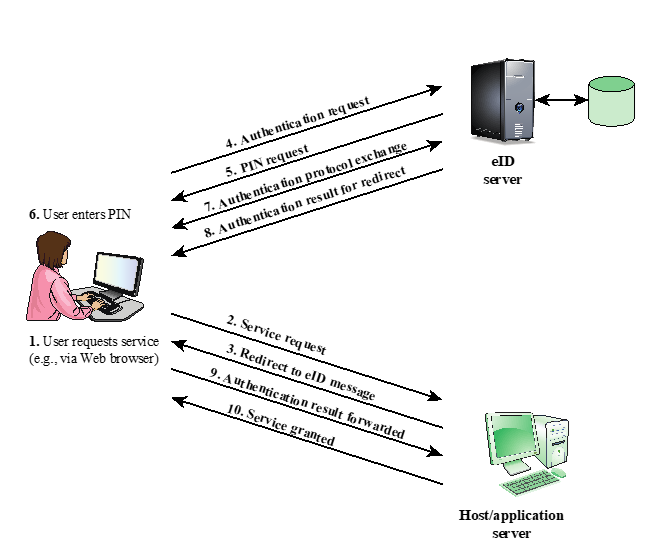 4. Authentication request
5. PIN request
7. Authentication protocol exchange
8. Authentication result for redirect
eID
server
6. User enters PIN
1. User requests service
(e.g., via Web browser)
2. Service request
3. Redirect to eID message
9. Authentication result forwarded
10. Service granted
Host/application
server